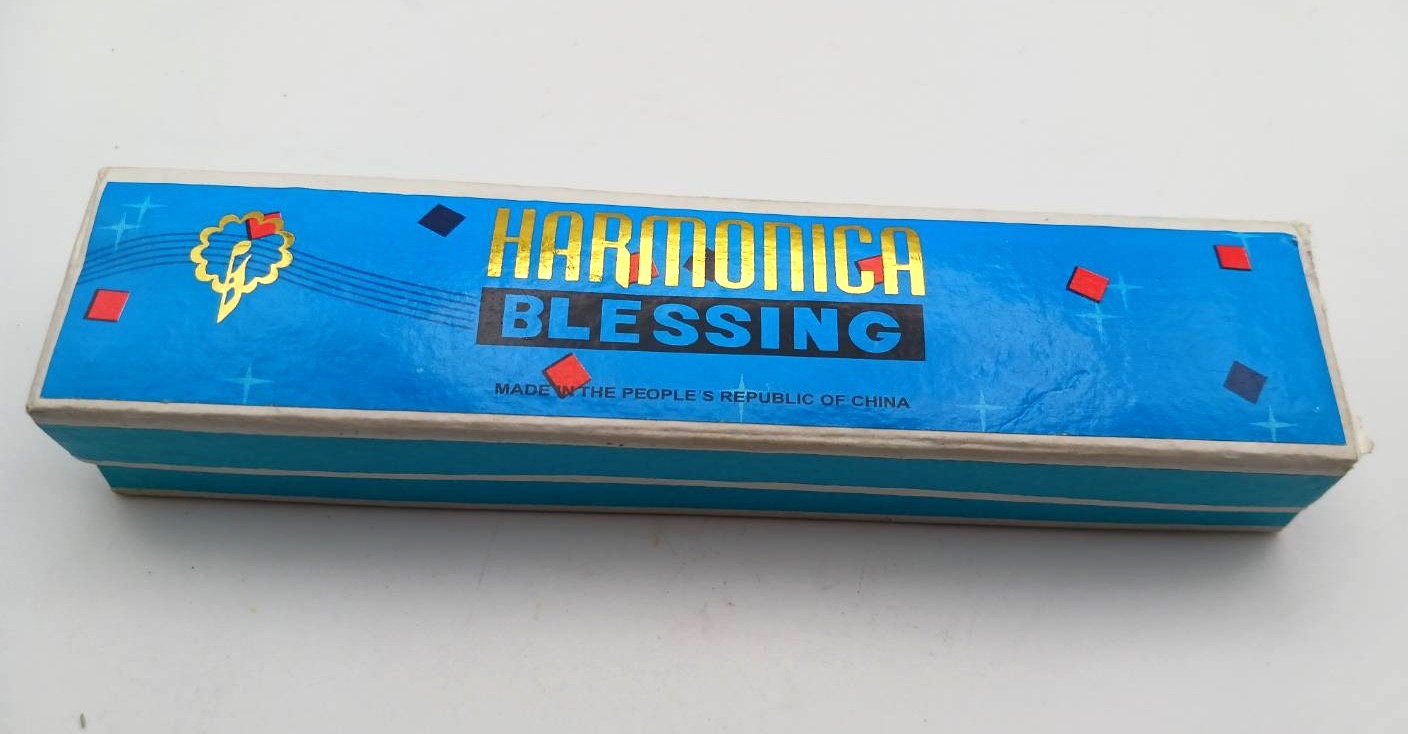 HARMONICA
BLESSING
MADE IN THE PEOPLE'S REPUBLIC OF CHINA